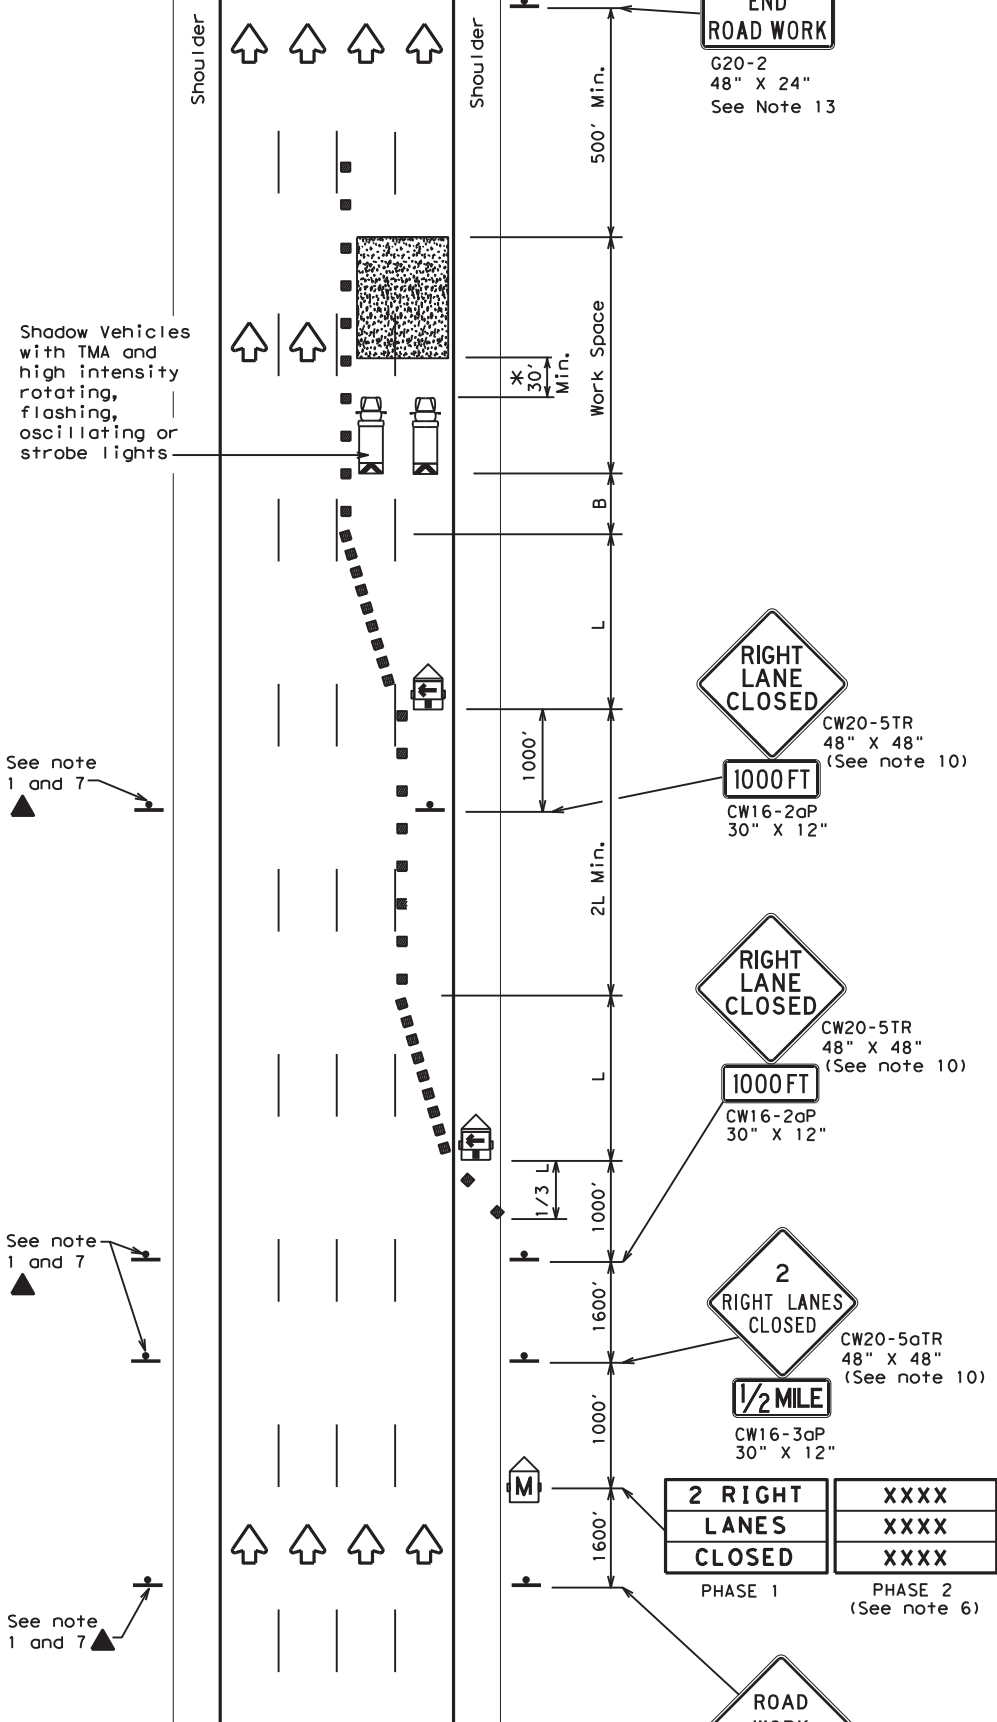 END
ROAD WORK
G20-2
48" X 24"
See Note 13
Shoulder
Shoulder
500' Min.
Shadow Vehicles
with TMA and
high intensity
rotating,
flashing,
oscillating or
strobe lights
*
30'
Min.
Work Space
B
L
RIGHT
LANE
CLOSED
CW20-5TR
48" X 48"
(See note 10)
1000 FT
CW16-2aP
30" X 12"
1000'
See note
1 and 7
2L Min.
RIGHT
LANE
CLOSED
CW20-5TR
48" X 48"
(See note 10)
1000 FT
CW16-2aP
30" X 12"
L
1/3 L
1000'
See note
1 and 7
1600'
2
RIGHT LANES
CLOSED
CW20-5aTR
48" X 48"
(See note 10)
1/2 MILE
CW16-3aP
30" X 12"
1000'
M
2 RIGHT
LANES
CLOSED
PHASE 1
XXXX
XXXX
XXXX
PHASE 2
(See note 6)
1600'
See note
1 and 7
ROAD
WORK